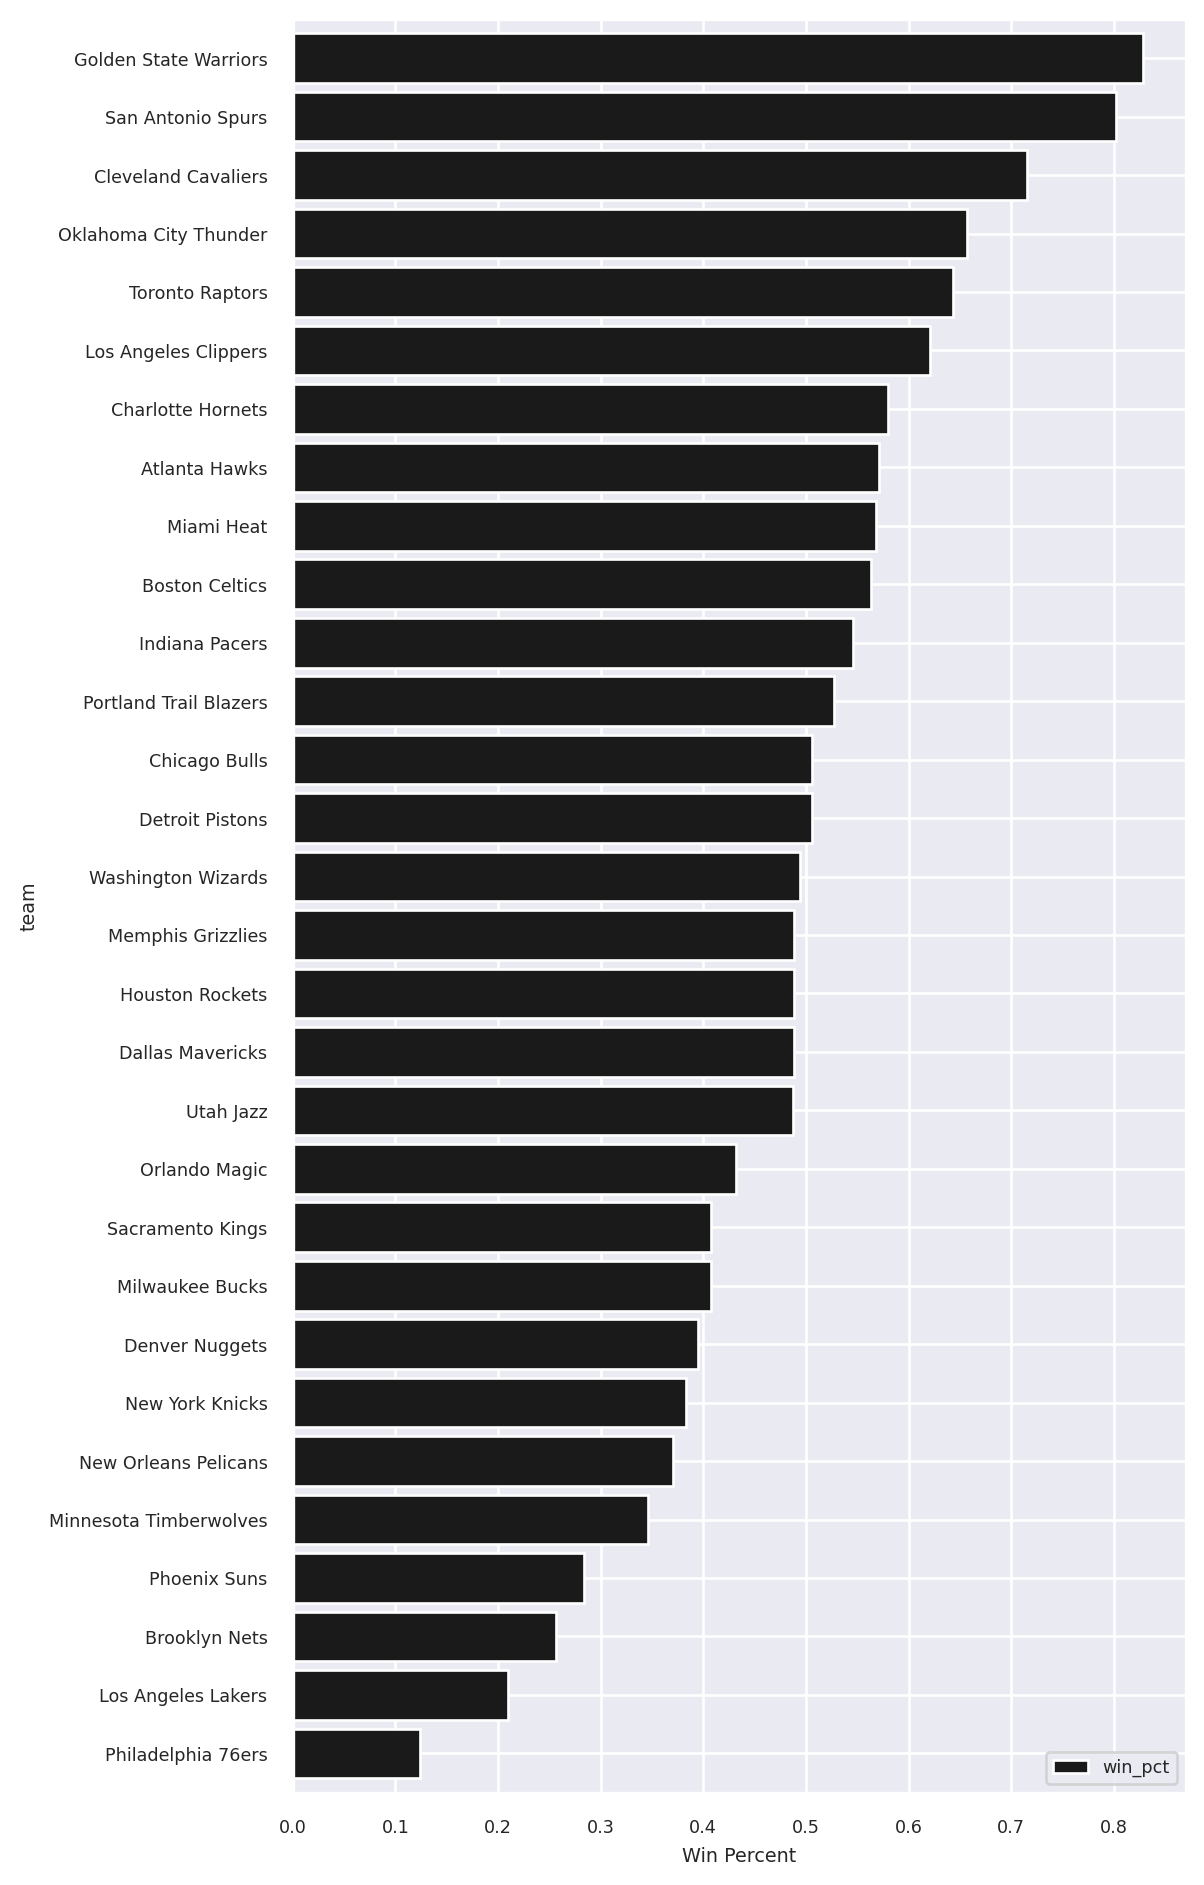 Golden State Warriors
San Antonio Spurs
Cleveland Cavaliers
Oklahoma City Thunder
Toronto Raptors
Los Angeles Clippers
Charlotte Hornets
Atlanta Hawks
Miami Heat
Boston Celtics
Indiana Pacers
Portland Trail Blazers
Chicago Bulls
Detroit Pistons
Washington Wizards
Memphis Grizzlies
Houston Rockets
Dallas Mavericks
Utah Jazz
Orlando Magic
Sacramento Kings
Milwaukee Bucks
Denver Nuggets
New York Knicks
New Orleans Pelicans
Minnesota Timberwolves
Phoenix Suns
Brooklyn Nets
Los Angeles Lakers
Philadelphia 76ers
team
win_pct
0.0 0.1 0.2 0.3 0.4 0.5 0.6 0.7 0.8
Win Percent